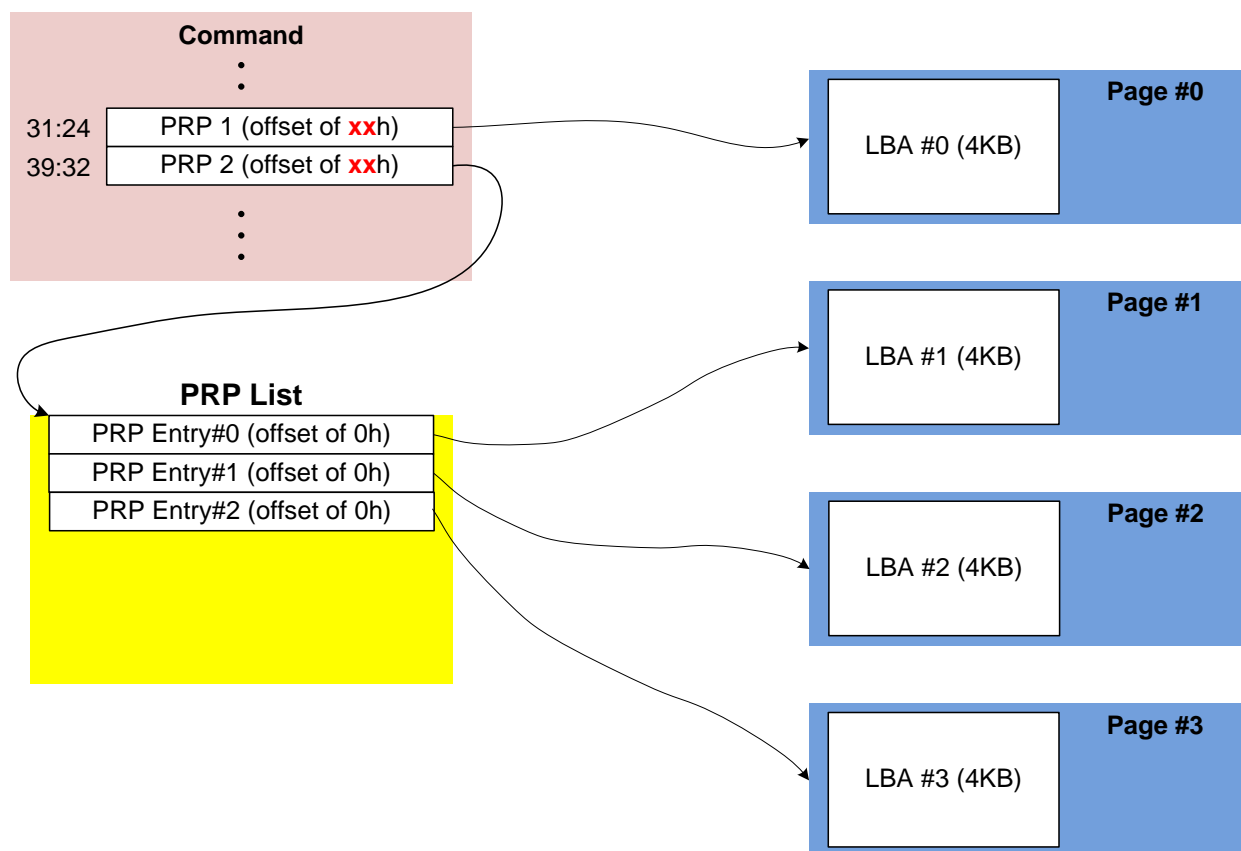 Command
31:24
PRP 1 (offset of xxh)
39:32
PRP 2 (offset of xxh)
PRP List
PRP Entry#0 (offset of 0h)
PRP Entry#1 (offset of 0h)
PRP Entry#2 (offset of 0h)
Page #0
LBA #0 (4KB)
Page #1
LBA #1 (4KB)
Page #2
LBA #2 (4KB)
Page #3
LBA #3 (4KB)